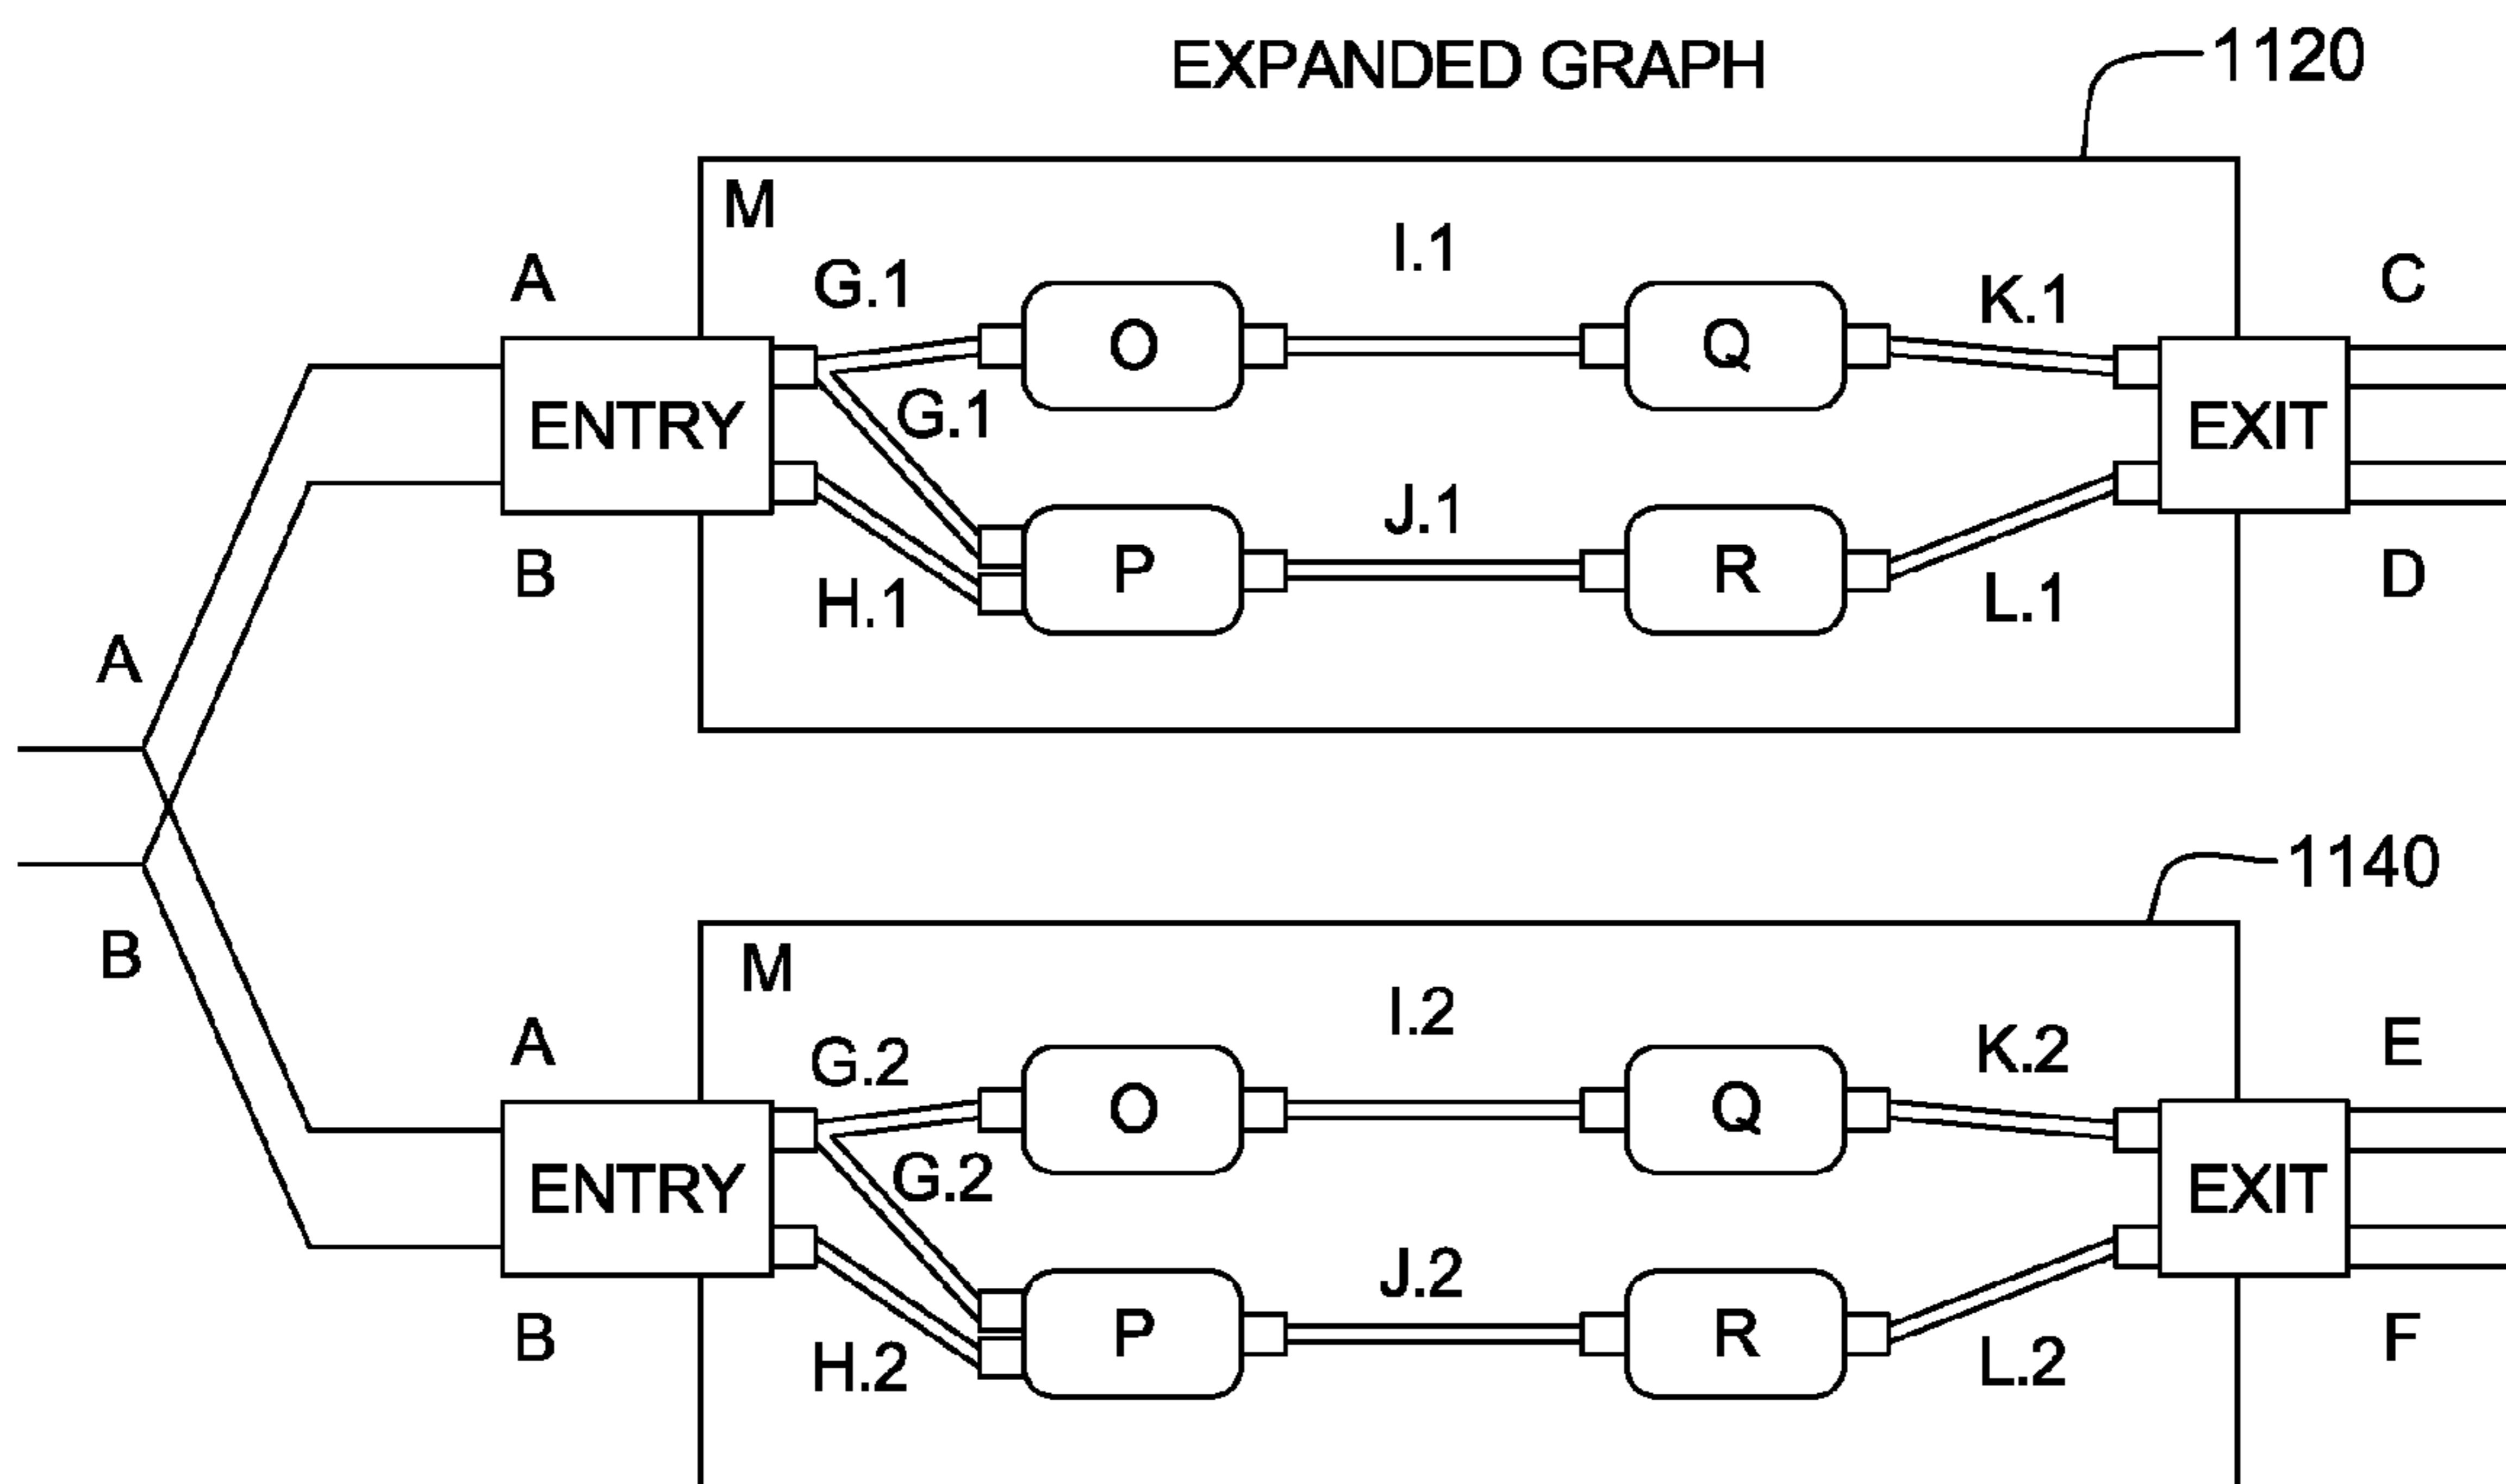 EXPANDED GRAPH
1120
M
A
G.1
I.1
K.1
C
O
Q
ENTRY
G.1
EXIT
B
H.1
P
J.1
R
L.1
D
A
B
1140
M
A
G.2
I.2
K.2
E
O
Q
ENTRY
G.2
EXIT
B
H.2
P
J.2
R
L.2
F